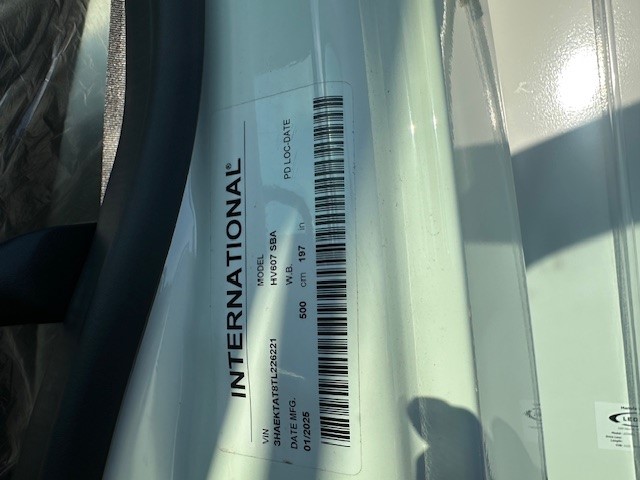 INTERNATIONAL®
VIN MODEL
3HAEKTAT8TL226221 HV607 SBA
DATE MFG. W.B. PD LOC-DATE
01/2025 500 cm 197 in